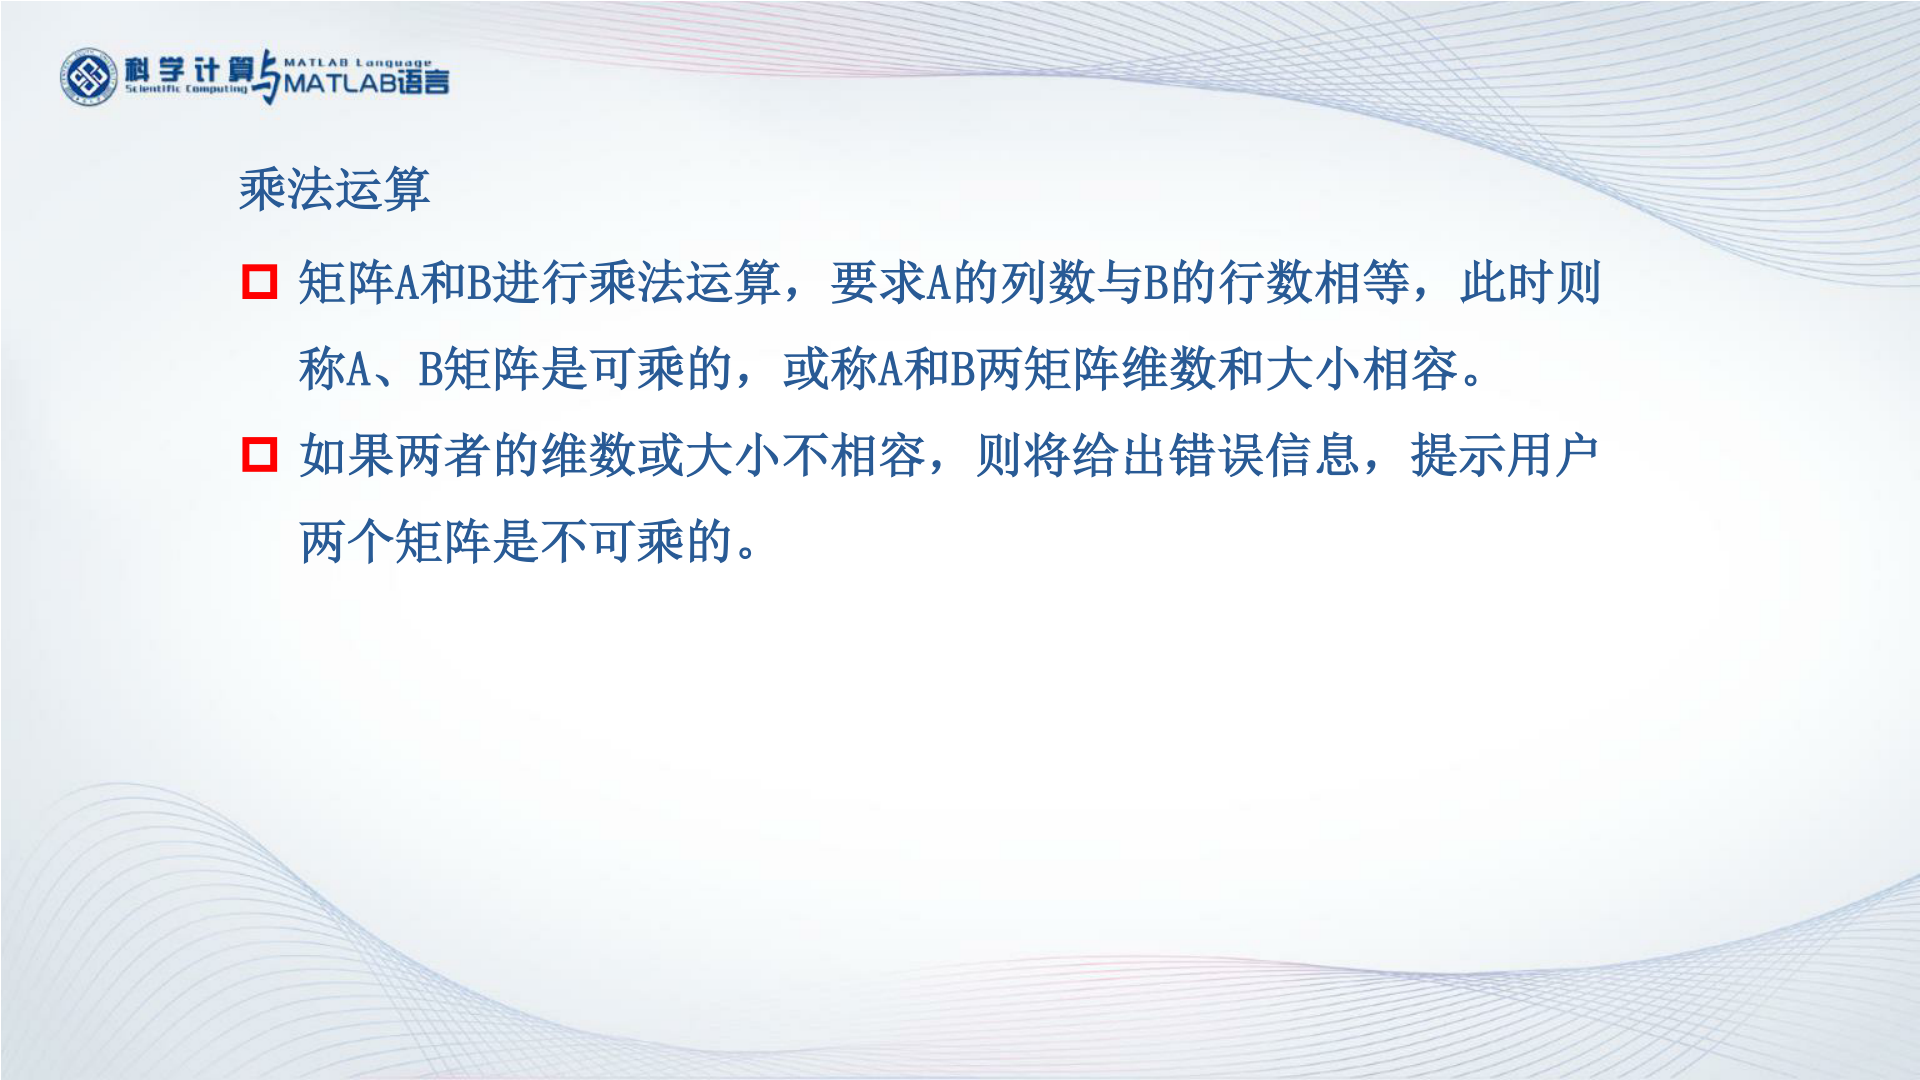 科学计算与MATLAB语言
Scientific Computing
MATLAB Language
乘法运算
矩阵A和B进行乘法运算，要求A的列数与B的行数相等，此时则
称A、B矩阵是可乘的，或称A和B两矩阵维数和大小相容。
如果两者的维数或大小不相容，则将给出错误信息，提示用户
两个矩阵是不可乘的。